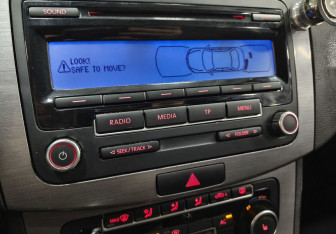 SOUND
LOOK!
SAFE TO MOVE?
RADIO
MEDIA
TP
MENU
< SEEK / TRACK >
< FOLDER >
A/C